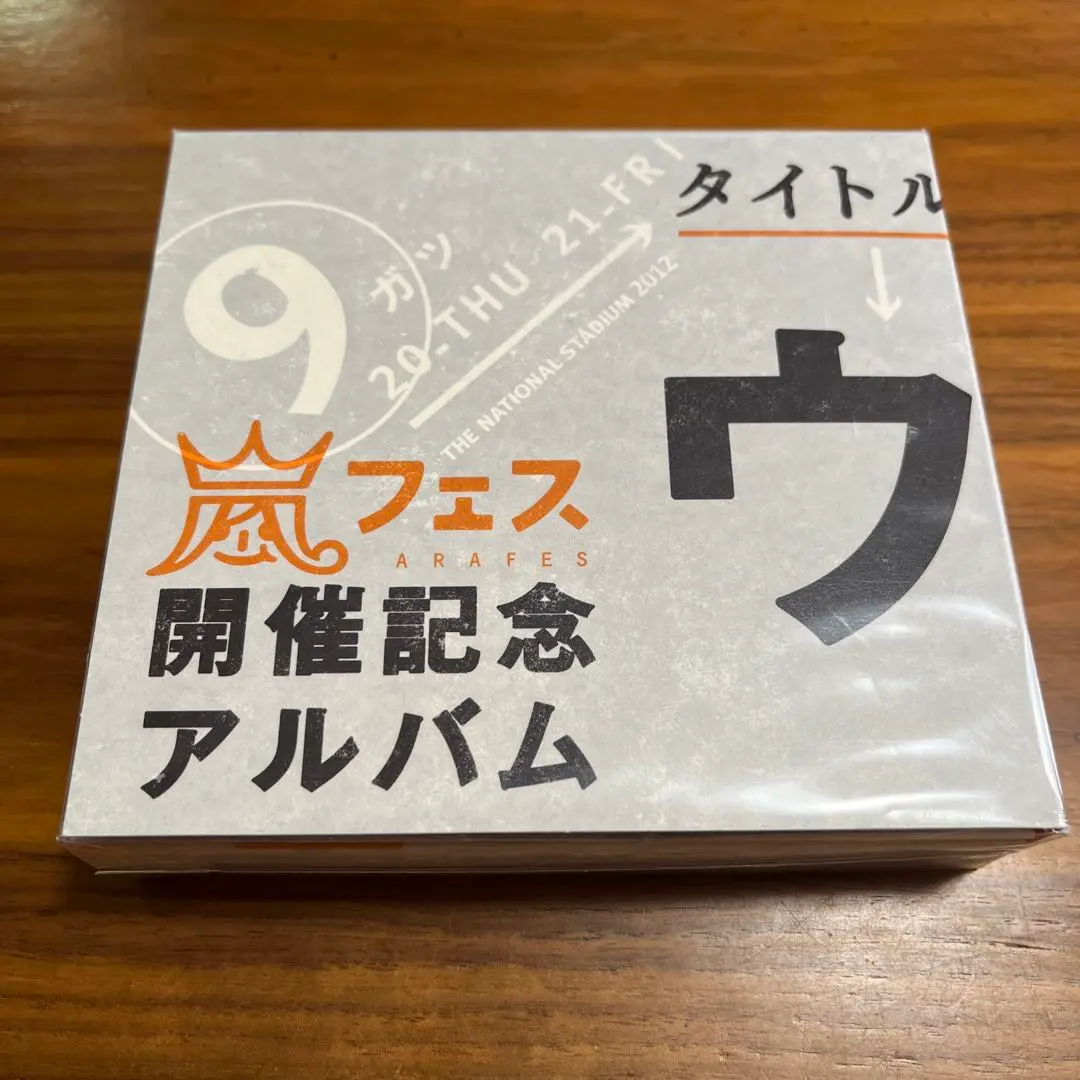 9
ガツ
20-THU 21-FRI
THE NATIONAL STADIUM 2012
タイトル
ウ
嵐フェス
ARAFES
開催記念
アルバム